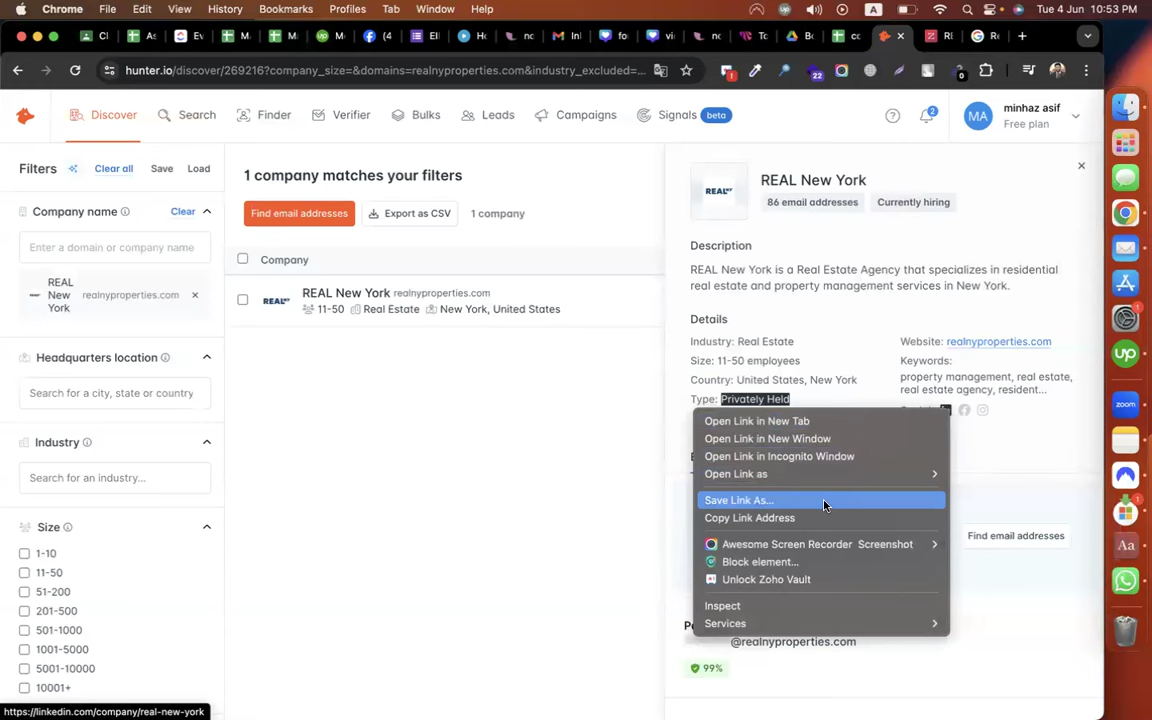 Chrome File Edit View History Bookmarks Profiles Tab Window Help
22 A Tue 4 Jun 10:53 PM
hunter.io/discover/269216?company_size=&domains=realnyproperties.com&industry_excluded=...
22
Discover Search Finder Verifier Bulks Leads Campaigns Signals beta
2
MA
minhaz asif
Free plan
Filters Clear all Save Load
1 company matches your filters
REAL New York
86 email addresses Currently hiring
Company name Clear
Find email addresses Export as CSV 1 company
Enter a domain or company name
Company
Description
REAL New York is a Real Estate Agency that specializes in residential
real estate and property management services in New York.
REAL
New
York
realnyproperties.com
REAL New York realnyproperties.com
11-50 Real Estate New York, United States
Details
Industry: Real Estate
Size: 11-50 employees
Country: United States, New York
Type: Privately Held
Website: realnyproperties.com
Keywords:
property management, real estate,
real estate agency, resident...
Headquarters location
Search for a city, state or country
Industry
Search for an industry...
Size
1-10
11-50
51-200
201-500
501-1000
1001-5000
5001-10000
10001+
Open Link in New Tab
Open Link in New Window
Open Link in Incognito Window
Open Link as
Save Link As...
Copy Link Address
Awesome Screen Recorder Screenshot
Block element...
Unlock Zoho Vault
Inspect
Services
Find email addresses
@realnyproperties.com
99%
https://linkedin.com/company/real-new-york